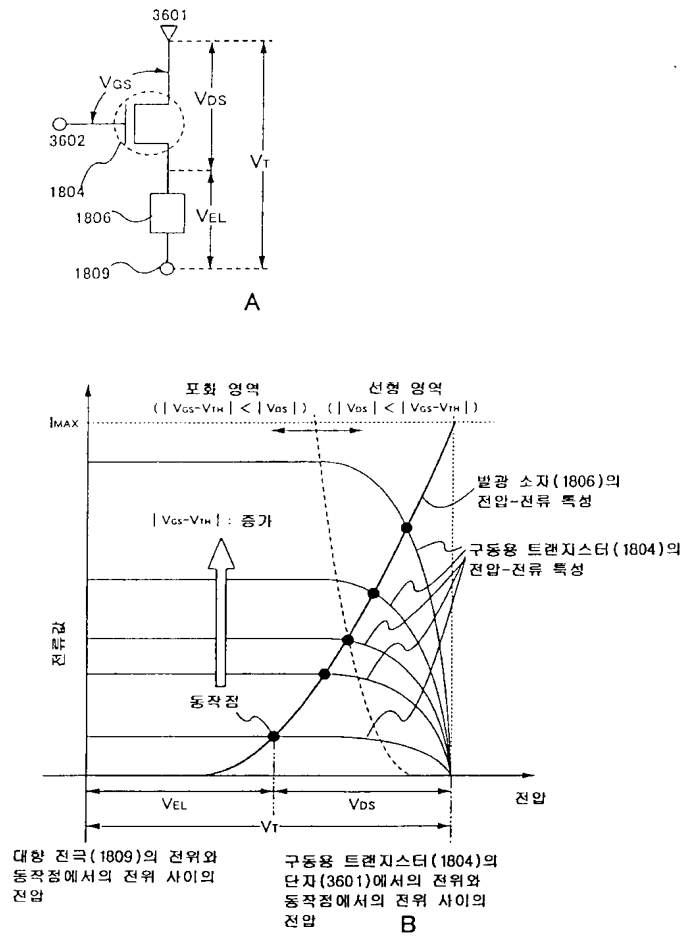 3601
VGS
VDS
VT
3602
1804
1806
VEL
1809
A
포화 영역
(| VGS-VTH | < | VDS |)
선형 영역
(| VDS | < | VGS-VTH |)
IMAX
발광 소자(1806)의
전압-전류 특성
| VGS-VTH | : 증가
구동용 트랜지스터(1804)의
전압-전류 특성
전류값
동작점
VEL
VDS
전압
VT
대향 전극(1809)의 전위와
동작점에서의 전위 사이의
전압
구동용 트랜지스터(1804)의
단자(3601)에서의 전위와
동작점에서의 전위 사이의
전압
B